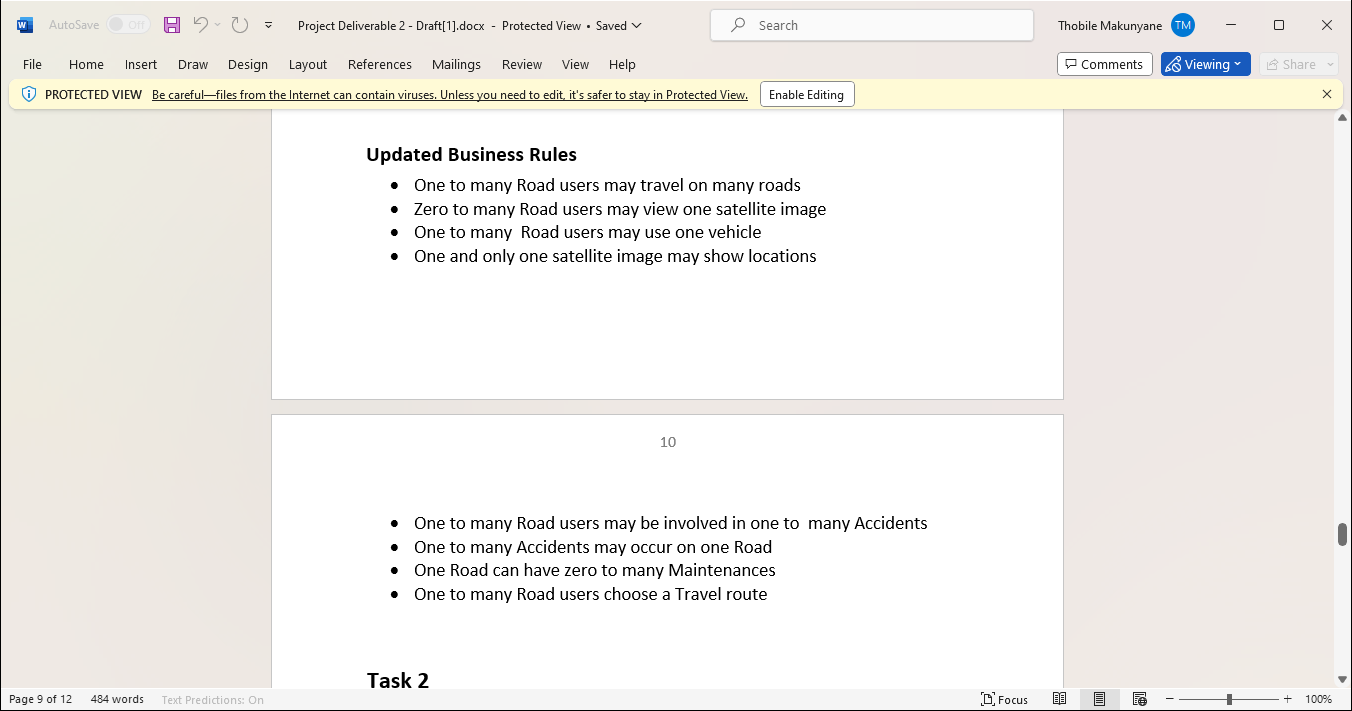 AutoSave Off Project Deliverable 2 - Draft[1].docx - Protected View • Saved Search Thobile Makunyane TM
File Home Insert Draw Design Layout References Mailings Review View Help Comments Viewing Share
PROTECTED VIEW Be careful—files from the Internet can contain viruses. Unless you need to edit, it's safer to stay in Protected View. Enable Editing
Updated Business Rules
• One to many Road users may travel on many roads
• Zero to many Road users may view one satellite image
• One to many  Road users may use one vehicle
• One and only one satellite image may show locations
10
• One to many Road users may be involved in one to  many Accidents
• One to many Accidents may occur on one Road
• One Road can have zero to many Maintenances
• One to many Road users choose a Travel route
Task 2
Page 9 of 12 484 words Text Predictions: On Focus 100%